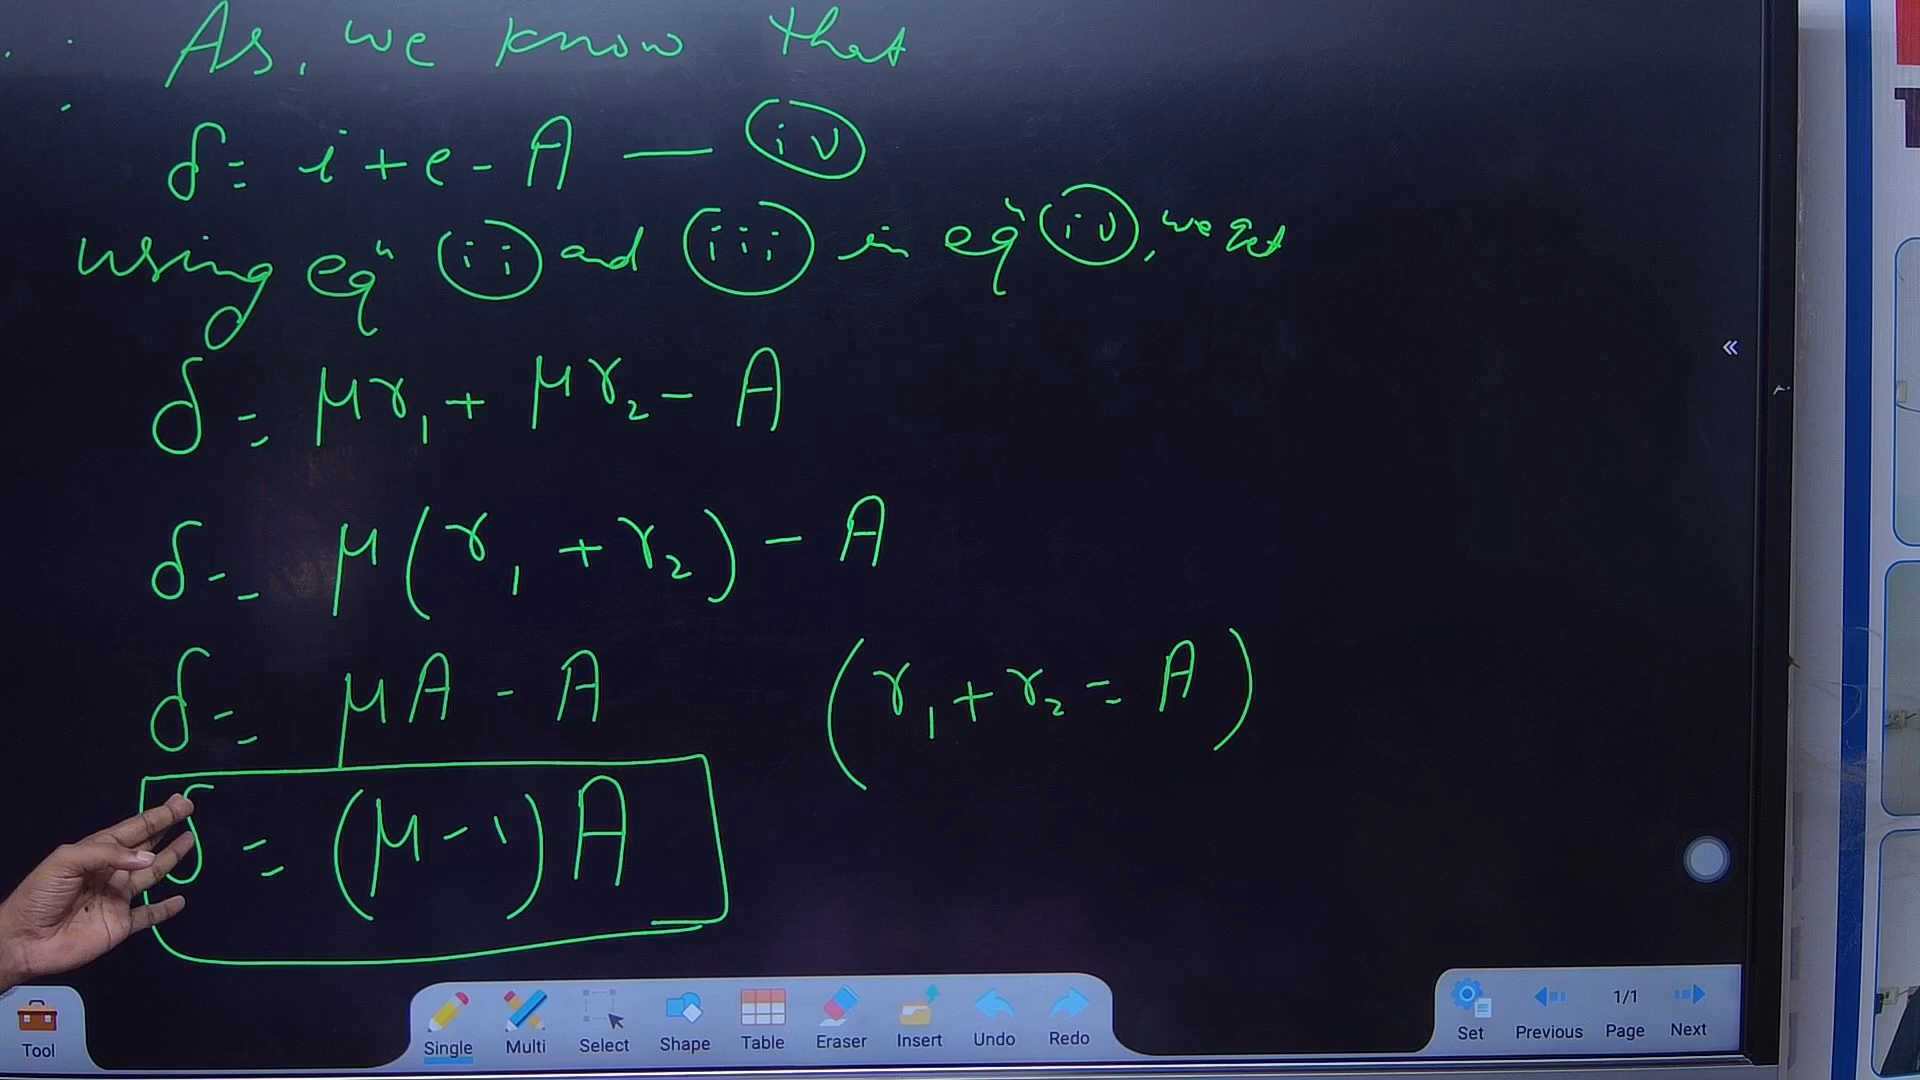 As, we know that
δ = i + e - A — (iv)
using eqⁿ (ii) and (iii) in eqⁿ (iv), we get
δ = μr₁ + μr₂ - A
δ = μ(r₁ + r₂) - A
δ = μA - A (r₁ + r₂ = A)
δ = (μ - 1) A
Tool
Single Multi Select Shape Table Eraser Insert Undo Redo
Set Previous 1/1 Page Next